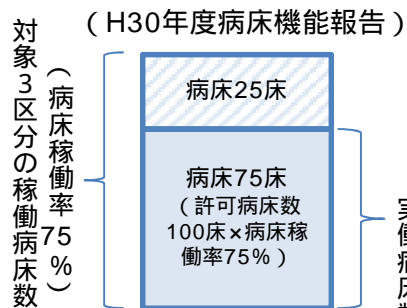 （H30年度病床機能報告）
対象3区分の稼働病床数
（病床稼働率75％）
病床25床
病床75床
（許可病床数
100床×病床稼
働率75%）
実働病床数